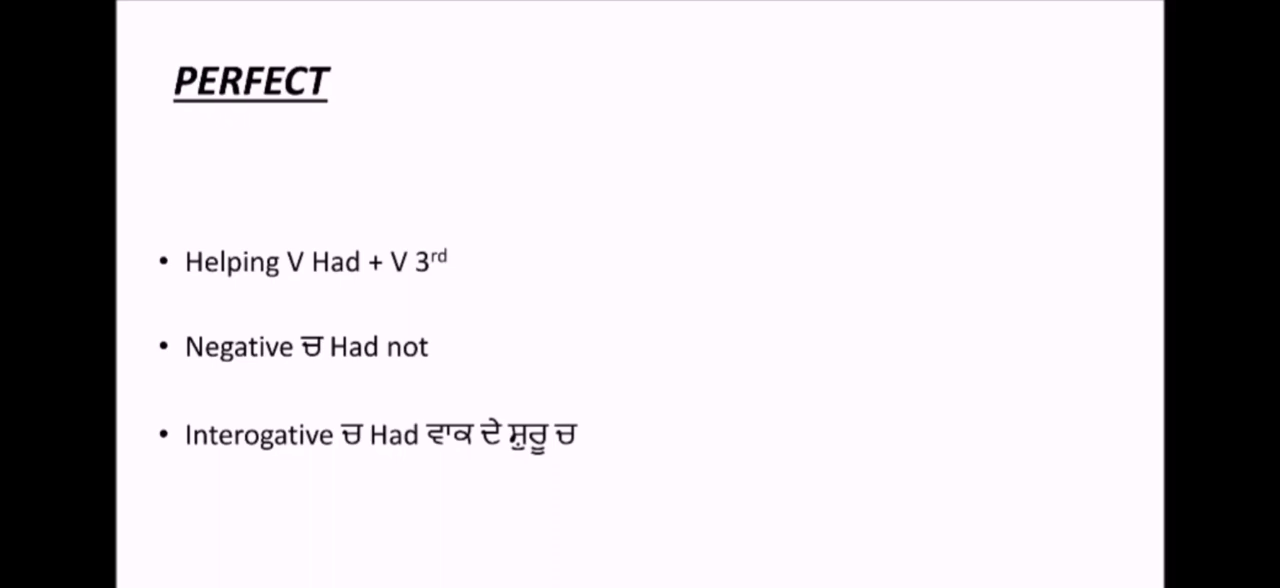 PERFECT
• Helping V Had + V 3rd
• Negative ਚ Had not
• Interogative ਚ Had ਵਾਕ ਦੇ ਸ਼ੁਰੂ ਚ